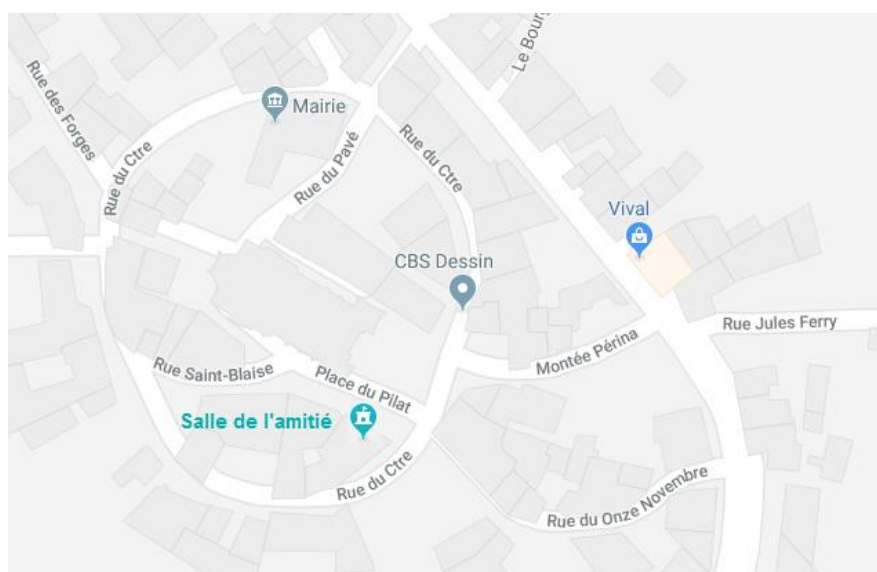 Le Bourg
Rue des Forges
Mairie
Rue du Ctre
Rue du Ctre
Rue du Pavé
Vival
CBS Dessin
Rue Jules Ferry
Montée Périna
Rue Saint-Blaise
Place du Pilat
Salle de l'amitié
Rue du Ctre
Rue du Onze Novembre